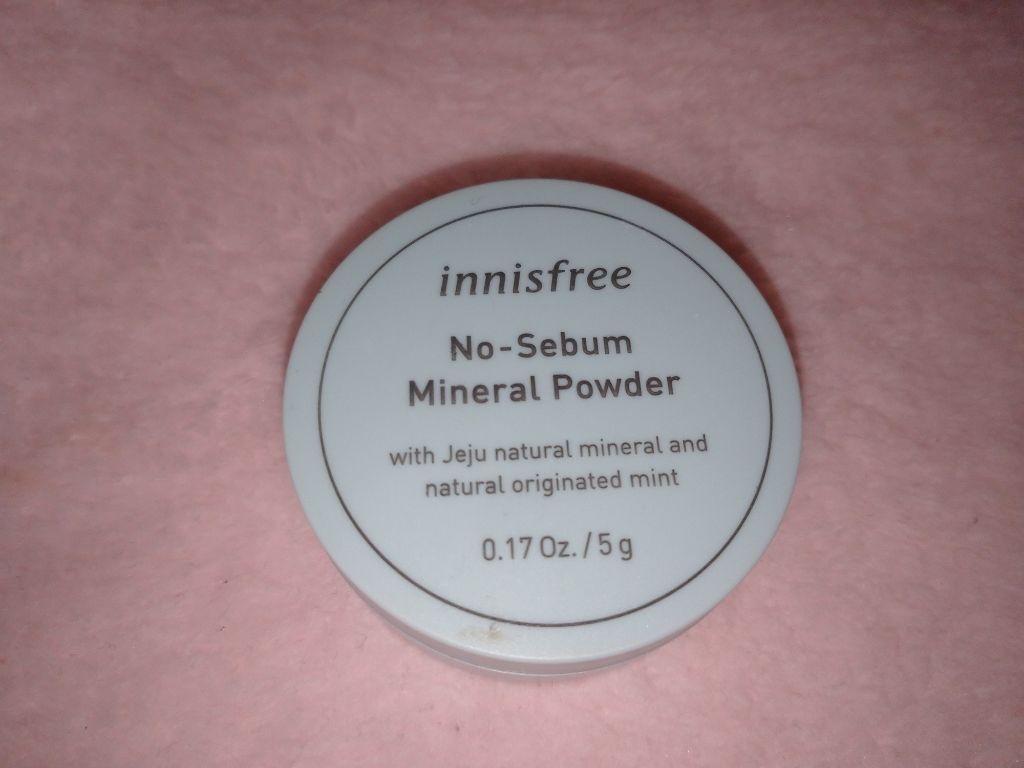 innisfree
No-Sebum
Mineral Powder
with Jeju natural mineral and
natural originated mint
0.17 Oz. / 5 g